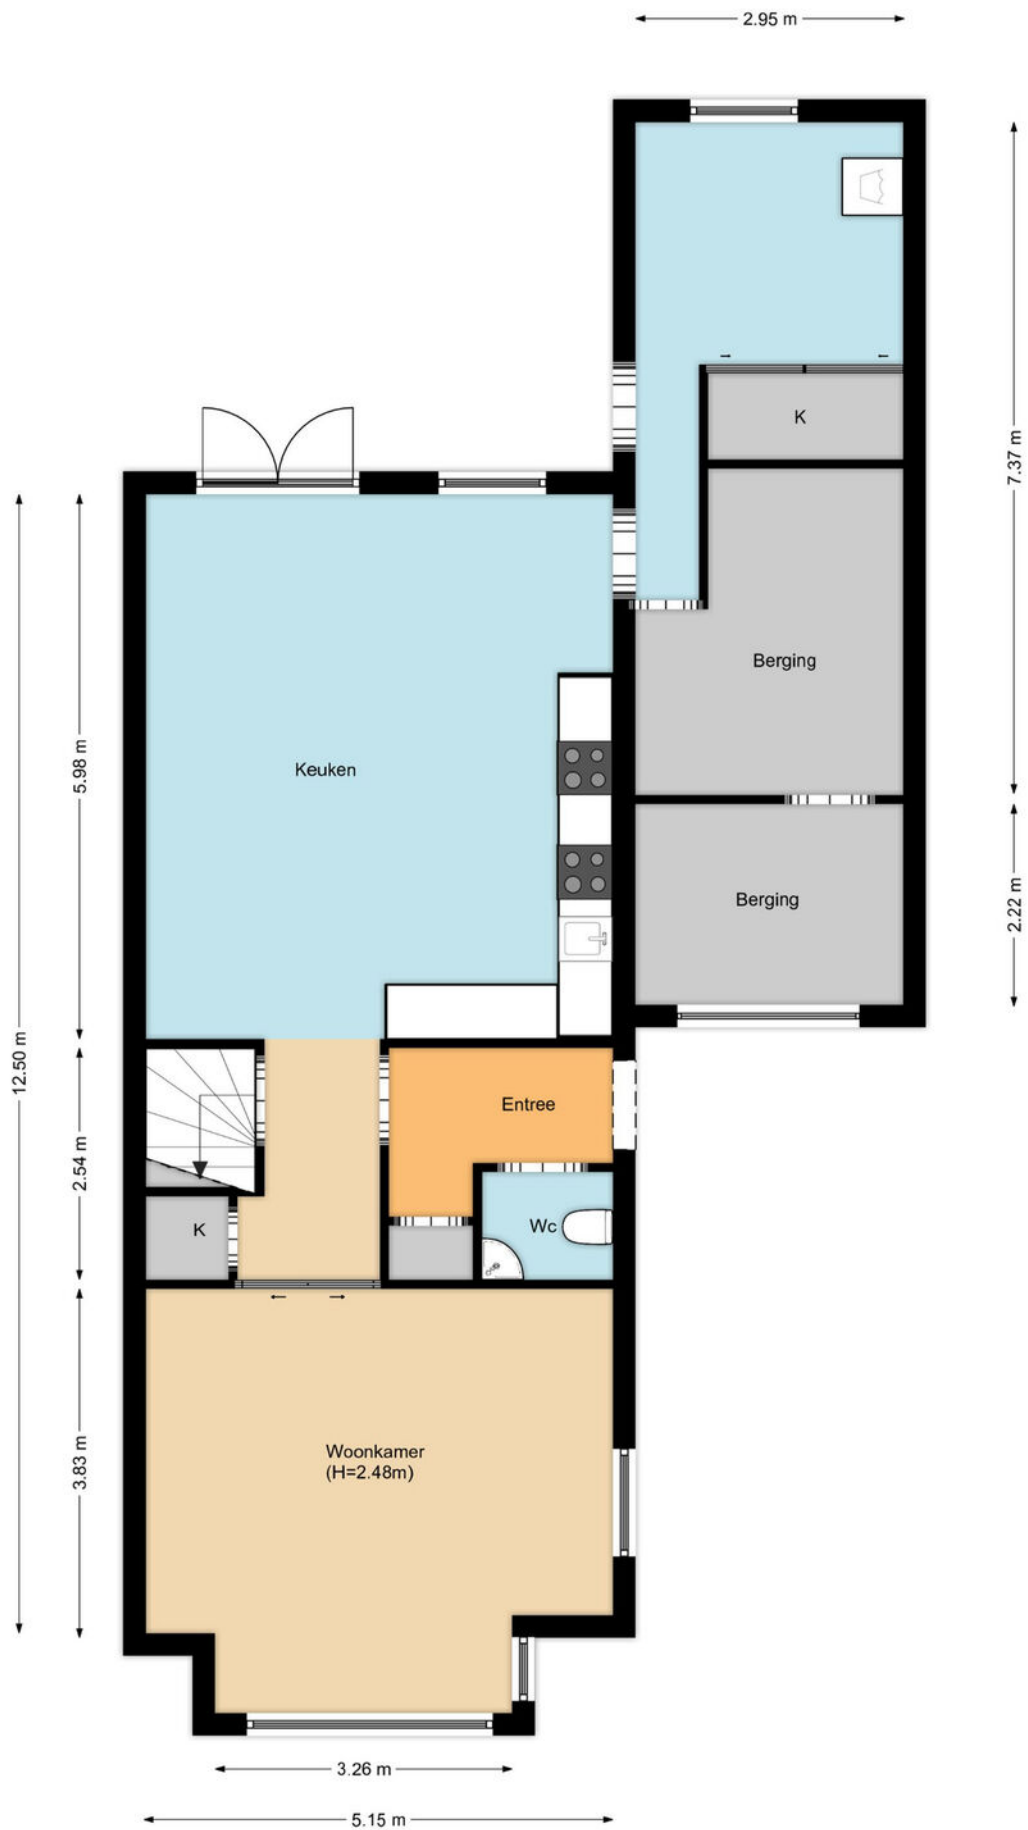 2.95 m
7.37 m
K
Berging
5.98 m
Keuken
Berging
2.22 m
12.50 m
2.54 m
Entree
K
Wc
3.83 m
Woonkamer
(H=2.48m)
3.26 m
5.15 m